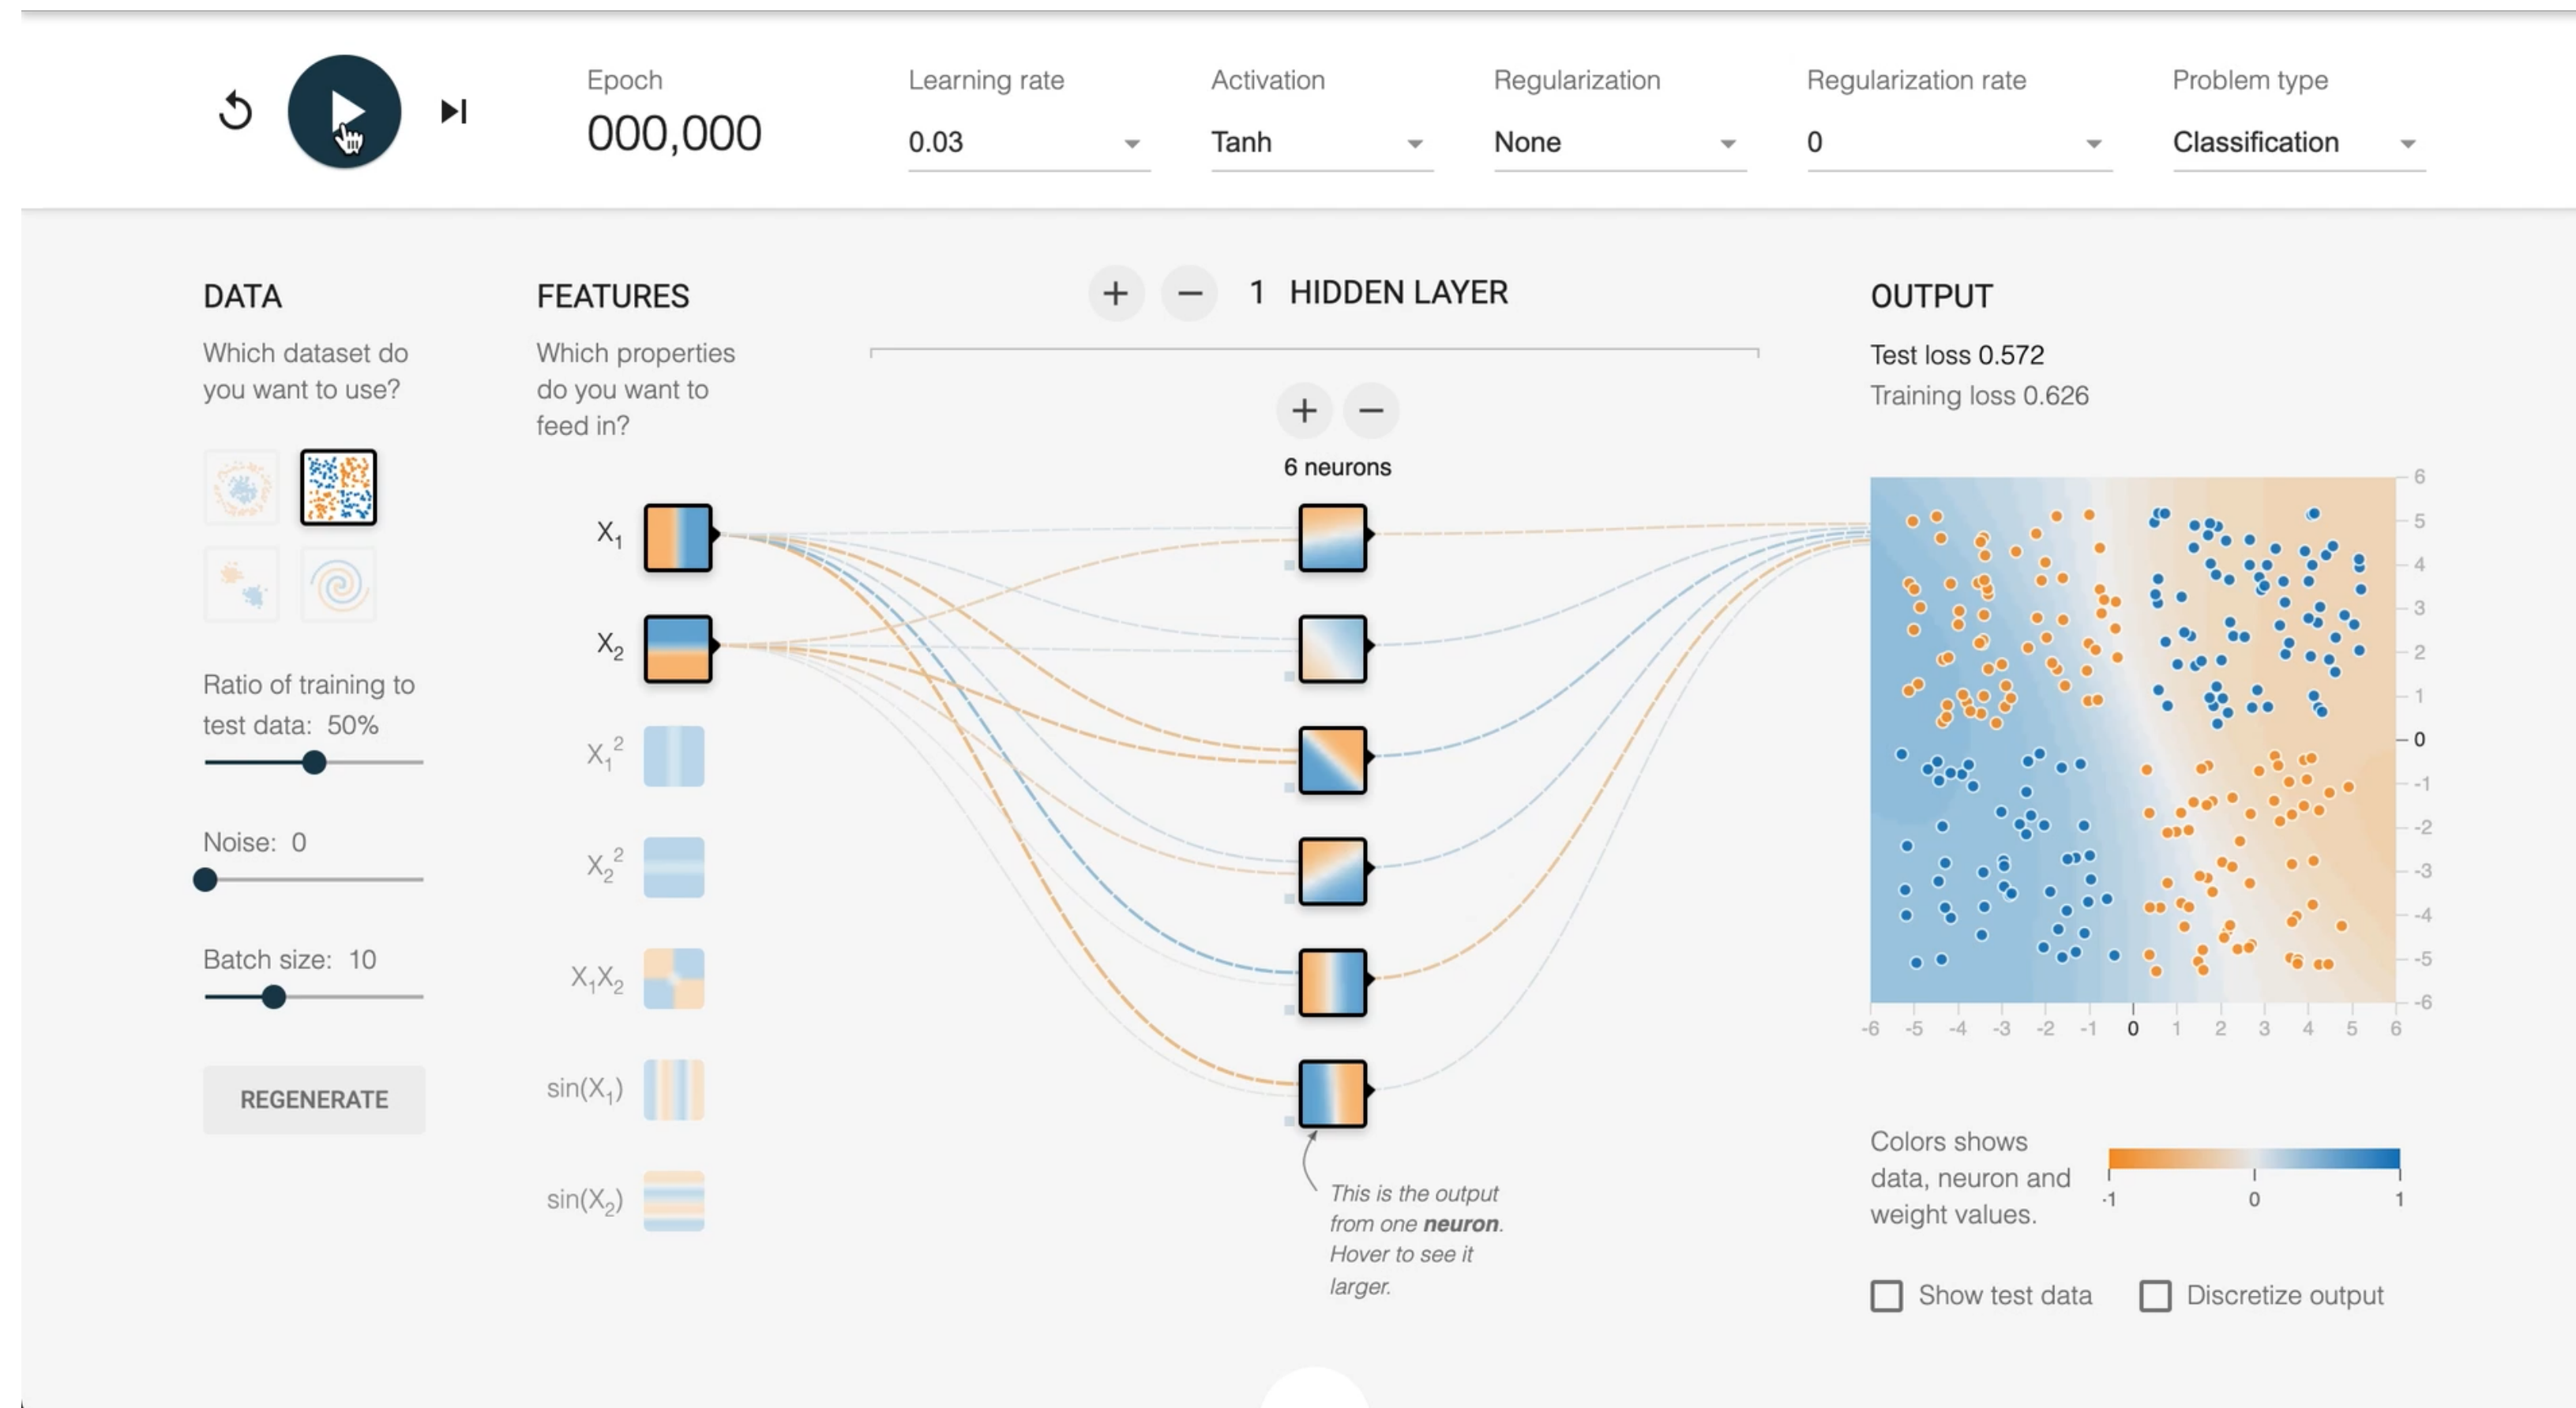 Epoch
000,000
Learning rate
0.03
Activation
Tanh
Regularization
None
Regularization rate
0
Problem type
Classification
DATA
Which dataset do
you want to use?
Ratio of training to
test data: 50%
Noise: 0
Batch size: 10
REGENERATE
FEATURES
Which properties
do you want to
feed in?
X1
X2
X1²
X2²
X1X2
sin(X1)
sin(X2)
+ − 1 HIDDEN LAYER
+ −
6 neurons
This is the output
from one neuron.
Hover to see it
larger.
OUTPUT
Test loss 0.572
Training loss 0.626
6
5
4
3
2
1
0
-1
-2
-3
-4
-5
-6
-6 -5 -4 -3 -2 -1 0 1 2 3 4 5 6
Colors shows
data, neuron and
weight values.
-1 0 1
Show test data
Discretize output